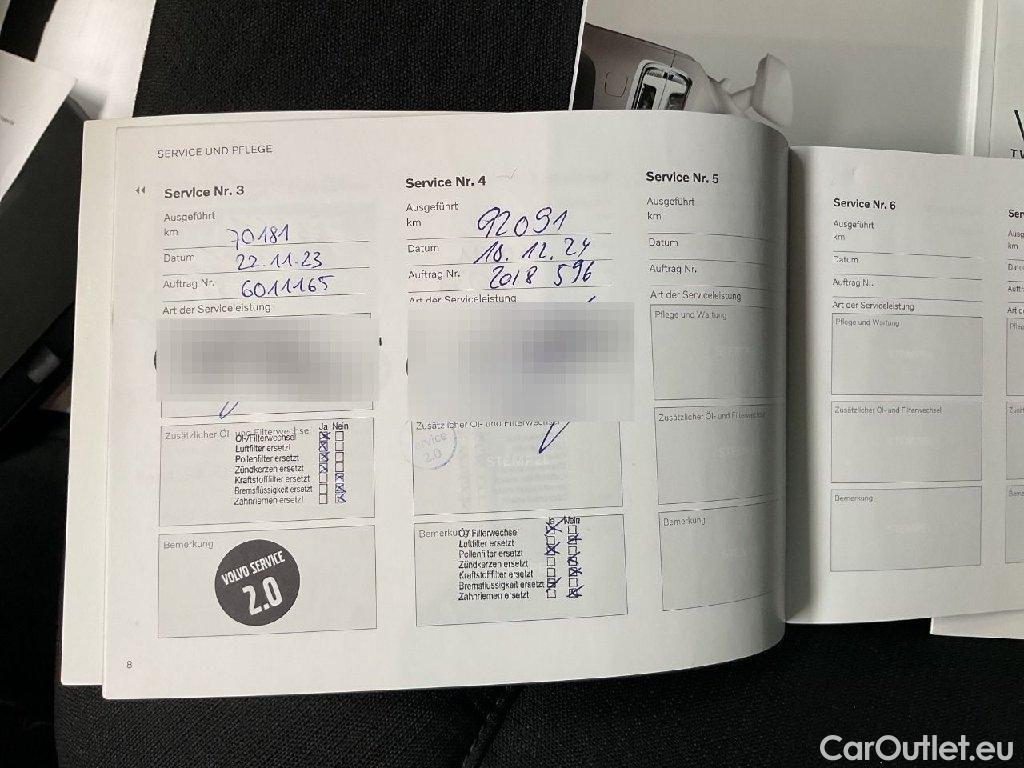 SERVICE UND PFLEGE
Service Nr. 3
Ausgeführt
km 70181
Datum 22.11.23
Auftrag Nr. 6011165
Art der Serviceleistung
Zusätzlicher Öl- und Filterwechsel
Ja Nein
Öl-/Filterwechsel
Luftfilter ersetzt
Pollenfilter ersetzt
Zündkerzen ersetzt
Kraftstofffilter ersetzt
Bremsflüssigkeit ersetzt
Zahnriemen ersetzt
Bemerkung
VOLVO SERVICE
2.0
8
Service Nr. 4
Ausgeführt
km 92091
Datum 10.12.24
Auftrag Nr. 2018 596
Art der Serviceleistung
Zusätzlicher Öl- und Filterwechsel
Service
2.0
STEMPEL
Bemerkung
Ja Nein
Öl/ Filterwechse
Luftfilter ersetzt
Pollenfilter ersetzt
Zündkerzen ersetzt
Kraftstofffilter ersetzt
Bremsflüssigkeit ersetzt
Zahnriemen ersetzt
Service Nr. 5
Ausgeführt
km
Datum
Auftrag Nr.
Art der Serviceleistung
Pflege und Wartung
Zusätzlicher Öl- und Filterwechsel
Bemerkung
Service Nr. 6
Ausgeführt
km
Datum
Auftrag Nr.
Art der Serviceleistung
Pflege und Wartung
Zusätzlicher Öl- und Filterwechsel
Bemerkung
CarOutlet.eu